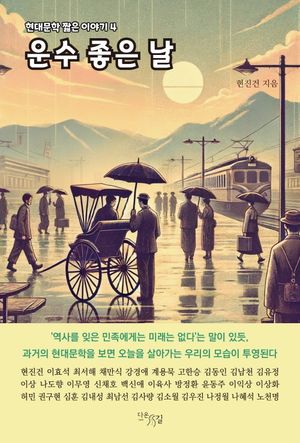 현대문학 짧은 이야기 4
운수 좋은 날
현진건 지음
'역사를 잊은 민족에게는 미래는 없다'는 말이 있듯,
과거의 현대문학을 보면 오늘을 살아가는 우리의 모습이 투영된다
현진건 이효석 최서해 채만식 강경애 계용묵 고한승 김동인 김남천 김유정
이상 나도향 이무영 신채호 백신애 이육사 방정환 윤동주 이익상 이상화
허민 권구현 심훈 김내성 최남선 김사량 김소월 김우진 나정월 나혜석 노천명
다온길